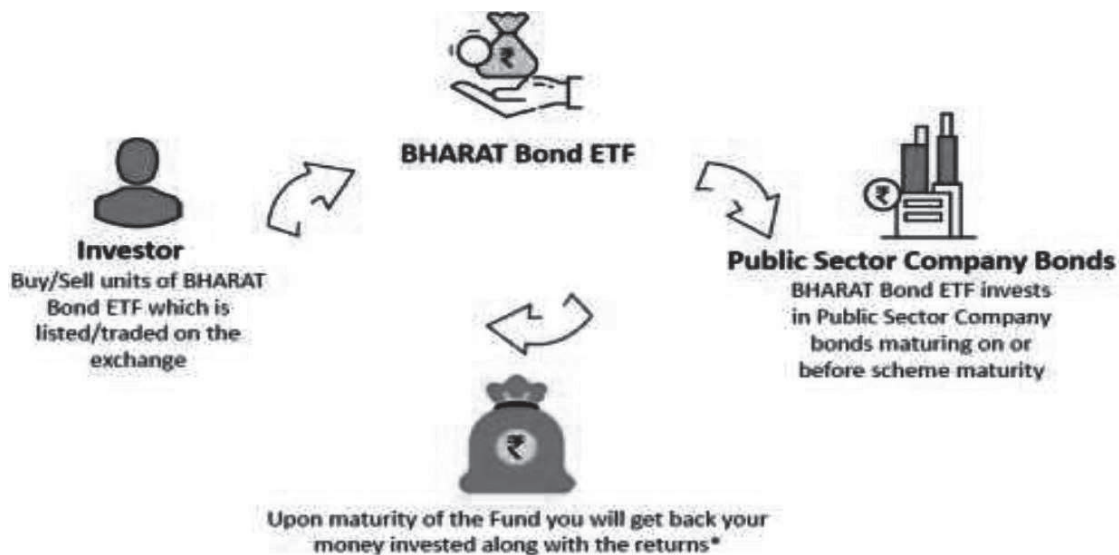 ₹
BHARAT Bond ETF
Investor
Buy/Sell units of BHARAT
Bond ETF which is
listed/traded on the
exchange
₹
Public Sector Company Bonds
BHARAT Bond ETF invests
in Public Sector Company
bonds maturing on or
before scheme maturity
₹
Upon maturity of the Fund you will get back your
money invested along with the returns*